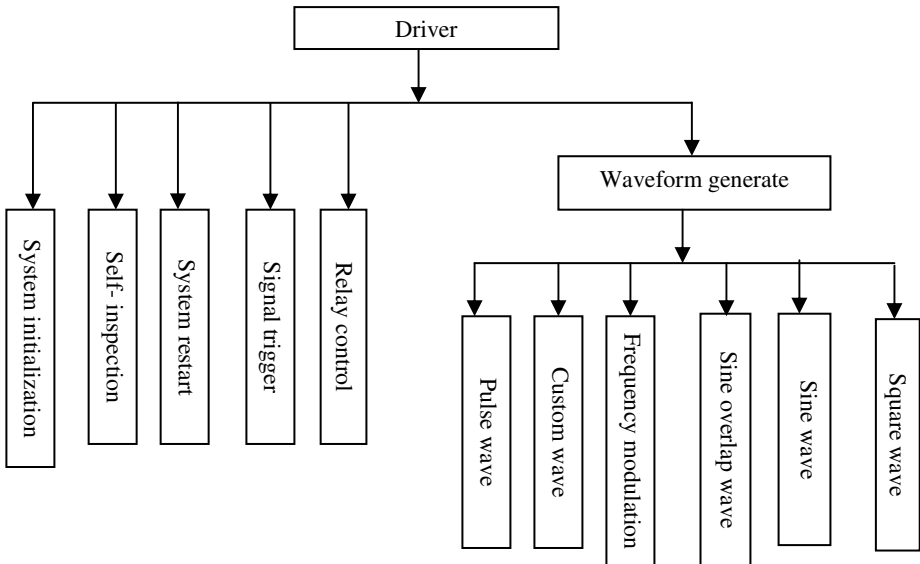 Driver
Waveform generate
System initialization
Self- inspection
System restart
Signal trigger
Relay control
Pulse wave
Custom wave
Frequency modulation
Sine overlap wave
Sine wave
Square wave